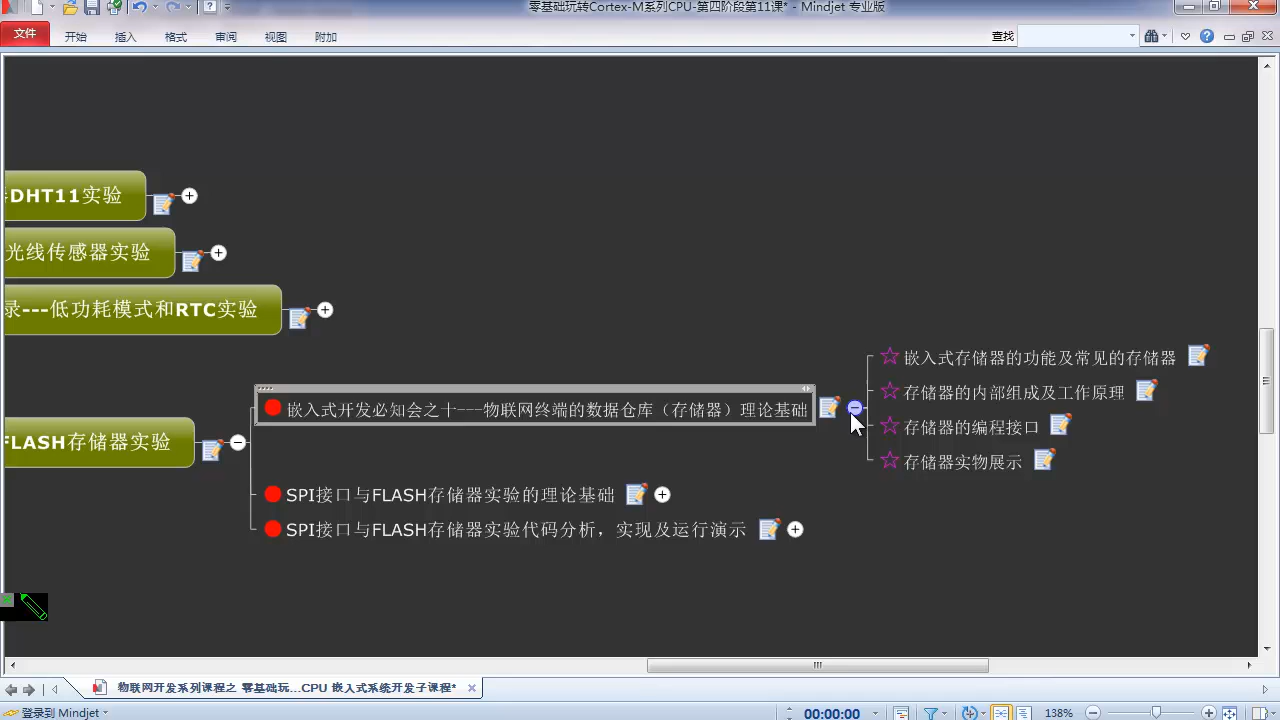 零基础玩转Cortex-M系列CPU-第四阶段第11课* - Mindjet 专业版
文件 开始 插入 格式 审阅 视图 附加 查找
DHT11实验
光线传感器实验
录---低功耗模式和RTC实验
嵌入式存储器的功能及常见的存储器
存储器的内部组成及工作原理
嵌入式开发必知会之十---物联网终端的数据仓库（存储器）理论基础
存储器的编程接口
FLASH存储器实验
存储器实物展示
SPI接口与FLASH存储器实验的理论基础
SPI接口与FLASH存储器实验代码分析，实现及运行演示
物联网开发系列课程之 零基础玩...CPU 嵌入式系统开发子课程*
登录到 Mindjet 00:00:00 138%